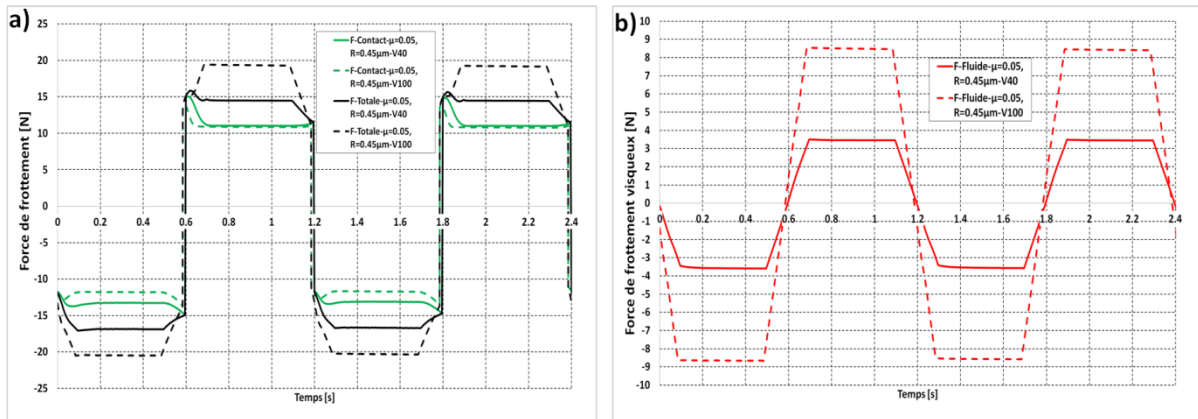 a)
25
20
15
10
5
0
-5
-10
-15
-20
-25
Force de frottement [N]
0 0.2 0.4 0.6 0.8 1 1.2 1.4 1.6 1.8 2 2.2 2.4
Temps [s]
F-Contact-μ=0.05,
R=0.45μm-V40
F-Contact-μ=0.05,
R=0.45μm-V100
F-Totale-μ=0.05,
R=0.45μm-V40
F-Totale-μ=0.05,
R=0.45μm-V100
b)
10
9
8
7
6
5
4
3
2
1
0
-1
-2
-3
-4
-5
-6
-7
-8
-9
-10
Force de frottement visqueux [N]
0.2 0.4 0.6 0.8 1 1.2 1.4 1.6 1.8 2 2.2 2.4
Temps [s]
F-Fluide-μ=0.05,
R=0.45μm-V40
F-Fluide-μ=0.05,
R=0.45μm-V100